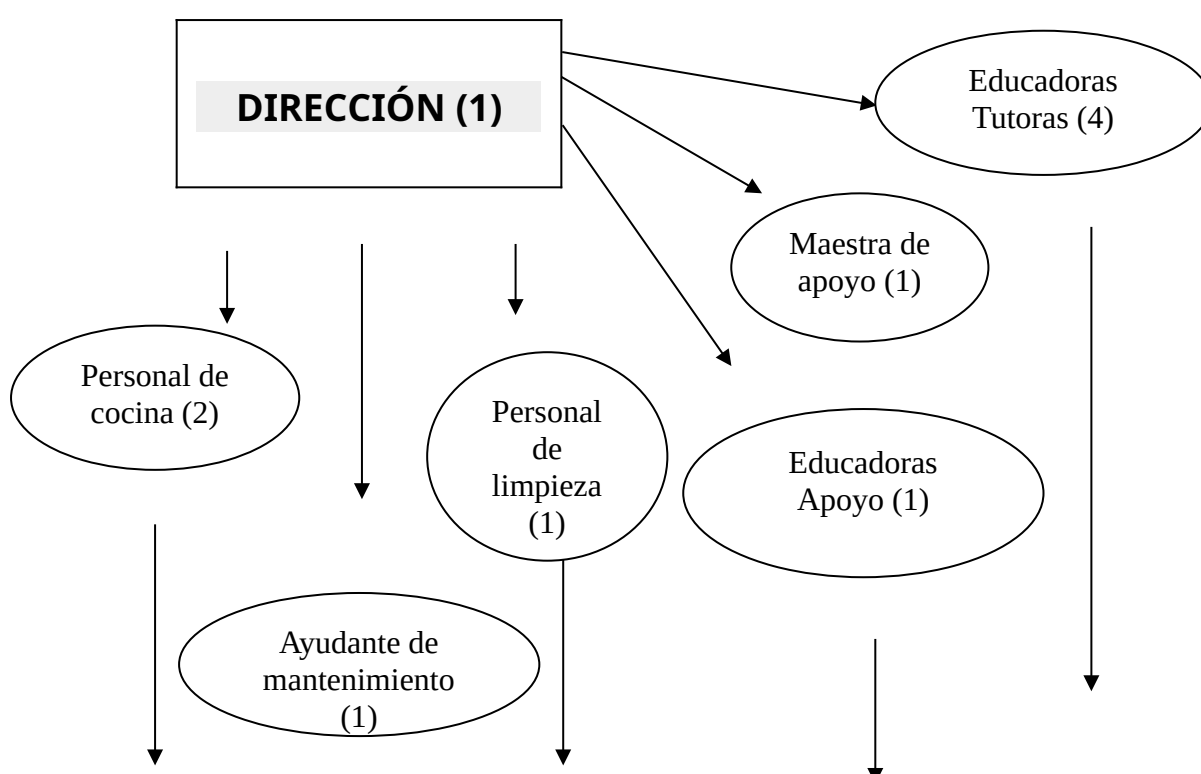 DIRECCIÓN (1)
Educadoras
Tutoras (4)
Maestra de
apoyo (1)
Personal de
cocina (2)
Personal
de
limpieza
(1)
Educadoras
Apoyo (1)
Ayudante de
mantenimiento
(1)